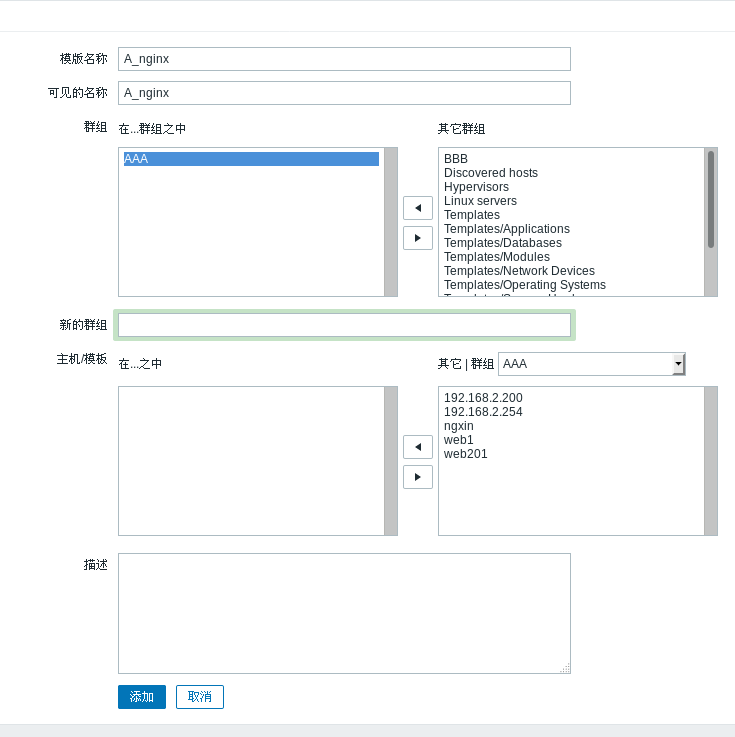 模版名称 A_nginx
可见的名称 A_nginx
群组 在...群组之中 其它群组
AAA
BBB
Discovered hosts
Hypervisors
Linux servers
Templates
Templates/Applications
Templates/Databases
Templates/Modules
Templates/Network Devices
Templates/Operating Systems
新的群组
主机/模板 在...之中 其它 | 群组 AAA
192.168.2.200
192.168.2.254
ngxin
web1
web201
描述
添加 取消